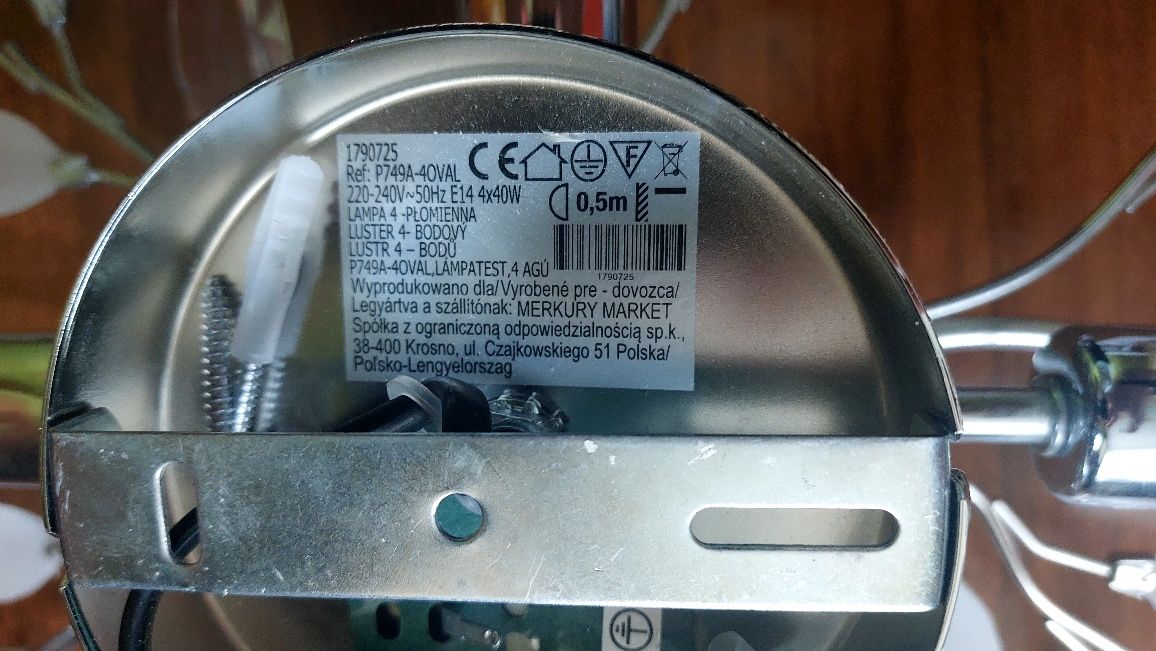 1790725
Ref: P749A-4OVAL
220-240V~50Hz E14 4x40W
CE
F
0,5m
LAMPA 4 -PŁOMIENNA
LUSTER 4- BODOVÝ
LUSTR 4 – BODŮ
P749A-4OVAL,LÁMPATEST,4 AGÚ
1790725
Wyprodukowano dla/Vyrobené pre - dovozca/
Legyártva a szállítónak: MERKURY MARKET
Spółka z ograniczoną odpowiedzialnością sp.k.,
38-400 Krosno, ul. Czajkowskiego 51 Polska/
Poľsko-Lengyelország